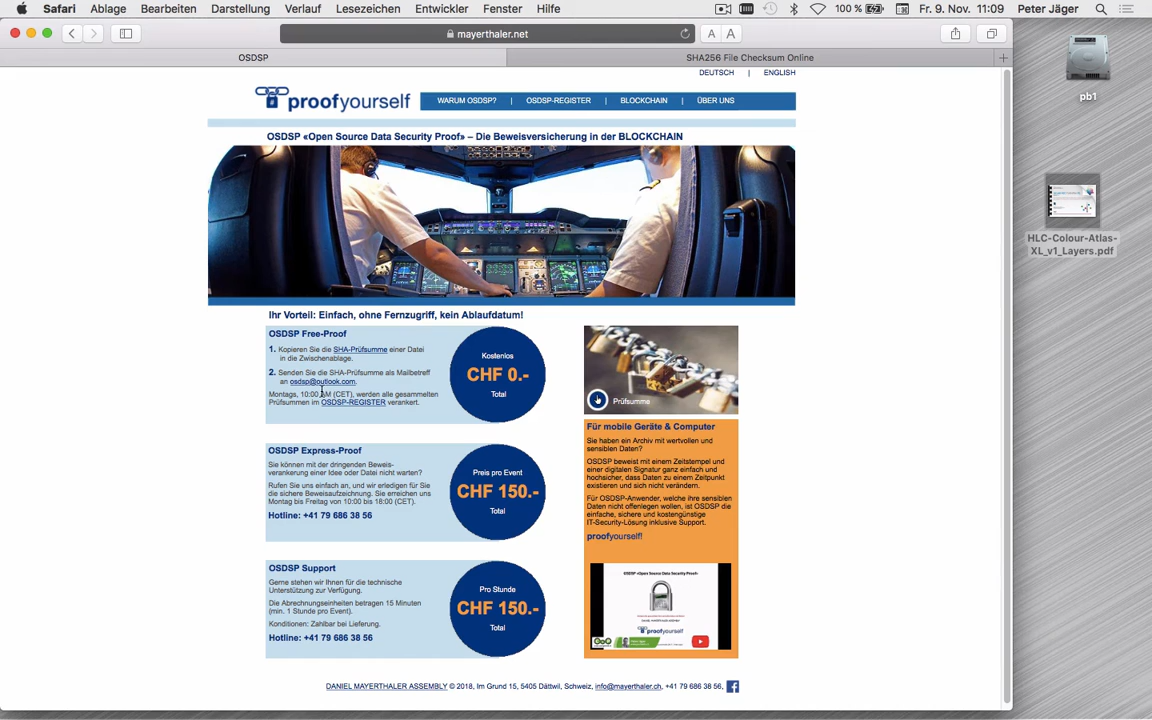 Safari Ablage Bearbeiten Darstellung Verlauf Lesezeichen Entwickler Fenster Hilfe 100 % Fr. 9. Nov. 11:09 Peter Jäger
mayerthaler.net A A
OSDSP SHA256 File Checksum Online +
DEUTSCH | ENGLISH
proofyourself WARUM OSDSP? | OSDSP-REGISTER | BLOCKCHAIN | ÜBER UNS
OSDSP «Open Source Data Security Proof» – Die Beweisversicherung in der BLOCKCHAIN
Ihr Vorteil: Einfach, ohne Fernzugriff, kein Ablaufdatum!
OSDSP Free-Proof
1. Kopieren Sie die SHA-Prüfsumme einer Datei
in die Zwischenablage.
2. Senden Sie die SHA-Prüfsumme als Mailbetreff
an osdsp@outlook.com.
Montags, 10:00 AM (CET), werden alle gesammelten
Prüfsummen im OSDSP-REGISTER verankert.
Kostenlos
CHF 0.-
Total
Prüfsumme
OSDSP Express-Proof
Sie können mit der dringenden Beweis-
verankerung einer Idee oder Datei nicht warten?
Rufen Sie uns einfach an, und wir erledigen für Sie
die sichere Beweisaufzeichnung. Sie erreichen uns
Montag bis Freitag von 10:00 bis 18:00 (CET).
Hotline: +41 79 686 38 56
Preis pro Event
CHF 150.-
Total
OSDSP Support
Gerne stehen wir Ihnen für die technische
Unterstützung zur Verfügung.
Die Abrechnungseinheiten betragen 15 Minuten
(min. 1 Stunde pro Event).
Konditionen: Zahlbar bei Lieferung.
Hotline: +41 79 686 38 56
Pro Stunde
CHF 150.-
Total
Für mobile Geräte & Computer
Sie haben ein Archiv mit wertvollen und
sensiblen Daten?
OSDSP beweist mit einem Zeitstempel und
einer digitalen Signatur ganz einfach und
hochsicher, dass Daten zu einem Zeitpunkt
existieren und sich nicht verändern.
Für OSDSP-Anwender, welche ihre sensiblen
Daten nicht offenlegen wollen, ist OSDSP die
einfache, sichere und kostengünstige
IT-Security-Lösung inklusive Support.
proofyourself!
OSDSP «Open Source Data Security Proof»
proofyourself
DANIEL MAYERTHALER ASSEMBLY © 2018, Im Grund 15, 5405 Dättwil, Schweiz, info@mayerthaler.ch, +41 79 686 38 56,
pb1
HLC-Colour-Atlas-
XL_v1_Layers.pdf